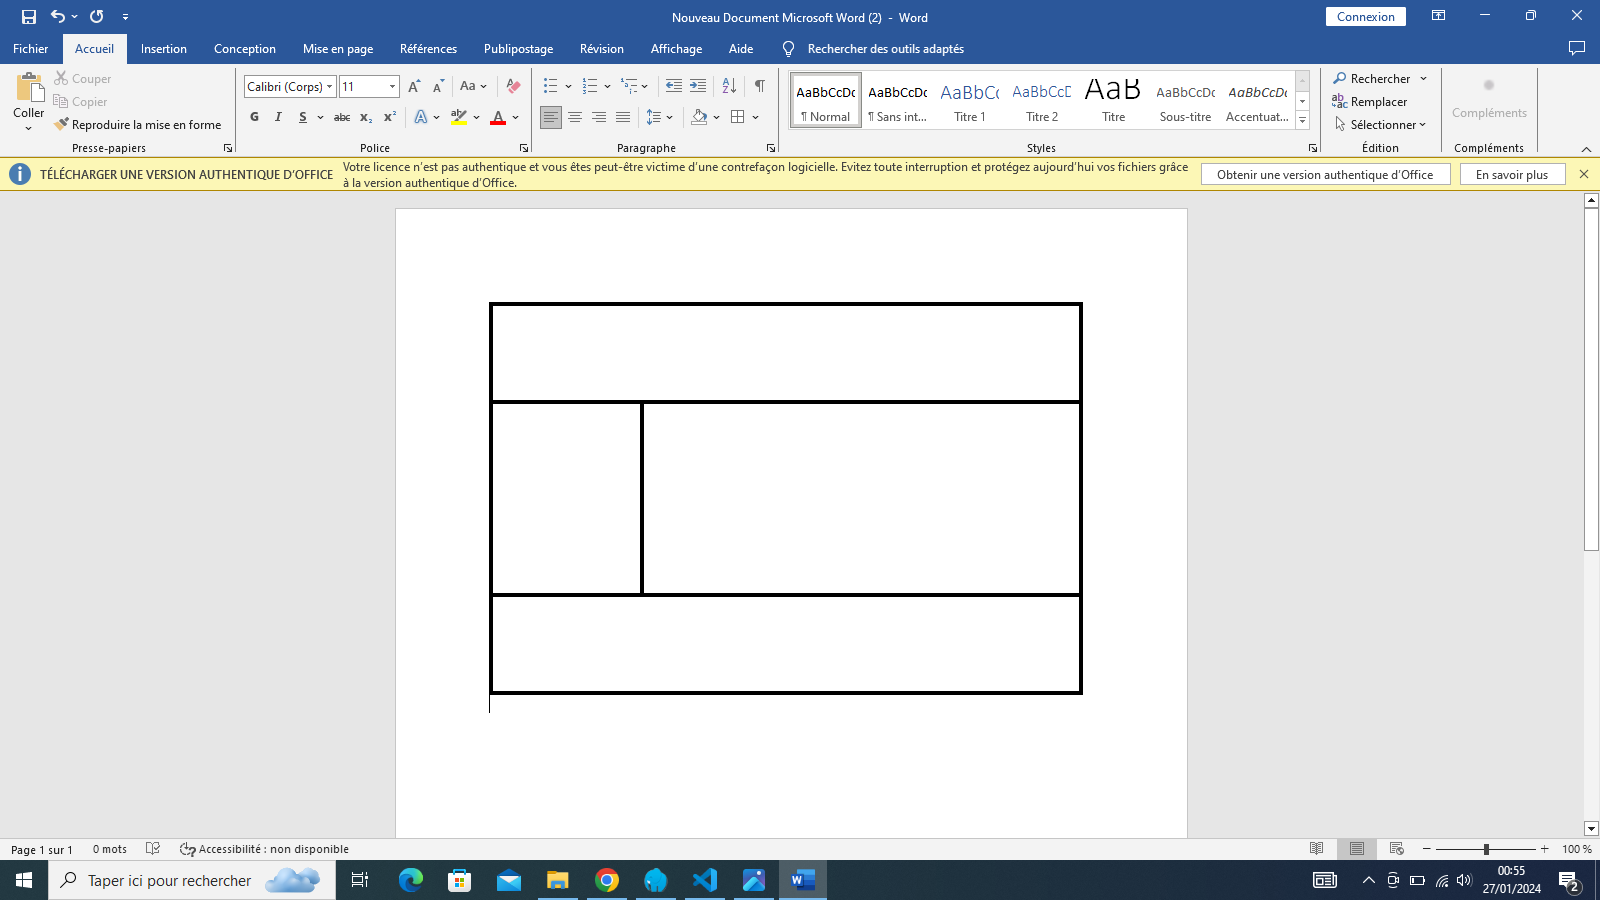 Nouveau Document Microsoft Word (2) - Word
Connexion
Fichier Accueil Insertion Conception Mise en page Références Publipostage Révision Affichage Aide Rechercher des outils adaptés
Coller
Couper
Copier
Reproduire la mise en forme
Presse-papiers
Calibri (Corps) 11
Aa
G I S abc x₂ x²
A A
Police
Paragraphe
AaBbCcDc AaBbCcDc AaBbCc AaBbCcD AaB AaBbCcDc AaBbCcDc
¶ Normal ¶ Sans int... Titre 1 Titre 2 Titre Sous-titre Accentuat...
Styles
Rechercher
Remplacer
Sélectionner
Édition
Compléments
Compléments
TÉLÉCHARGER UNE VERSION AUTHENTIQUE D’OFFICE
Votre licence n’est pas authentique et vous êtes peut-être victime d’une contrefaçon logicielle. Evitez toute interruption et protégez aujourd’hui vos fichiers grâce
à la version authentique d’Office.
Obtenir une version authentique d’Office
En savoir plus
Page 1 sur 1 0 mots Accessibilité : non disponible
100 %
Taper ici pour rechercher
00:55
27/01/2024
2